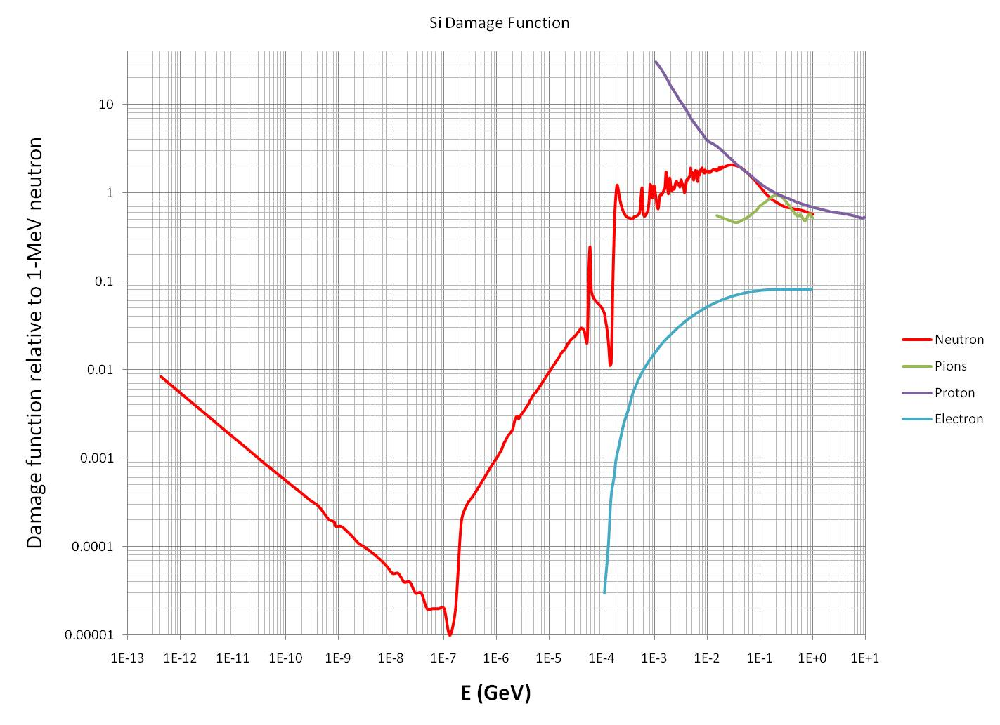 Si Damage Function
Damage function relative to 1-MeV neutron
10
1
0.1
0.01
0.001
0.0001
0.00001
1E-13 1E-12 1E-11 1E-10 1E-9 1E-8 1E-7 1E-6 1E-5 1E-4 1E-3 1E-2 1E-1 1E+0 1E+1
E (GeV)
Neutron
Pions
Proton
Electron